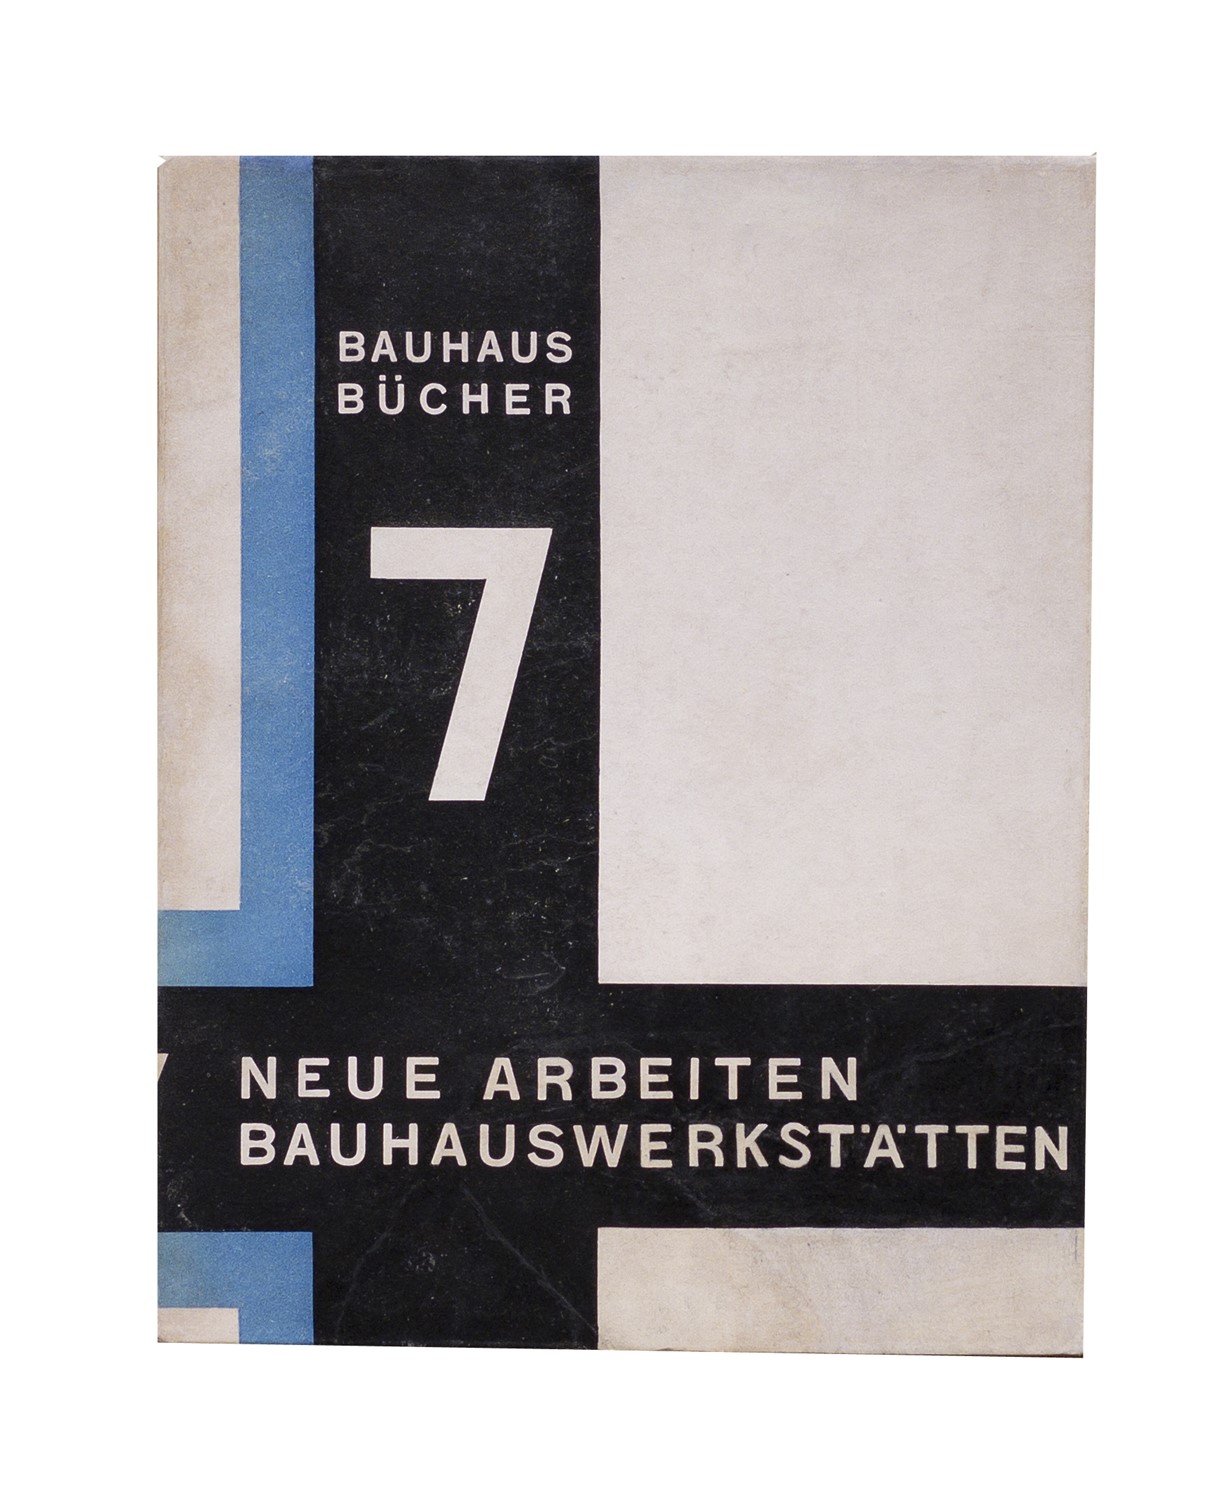 BAUHAUS
BÜCHER
7
NEUE ARBEITEN
BAUHAUSWERKSTÄTTEN